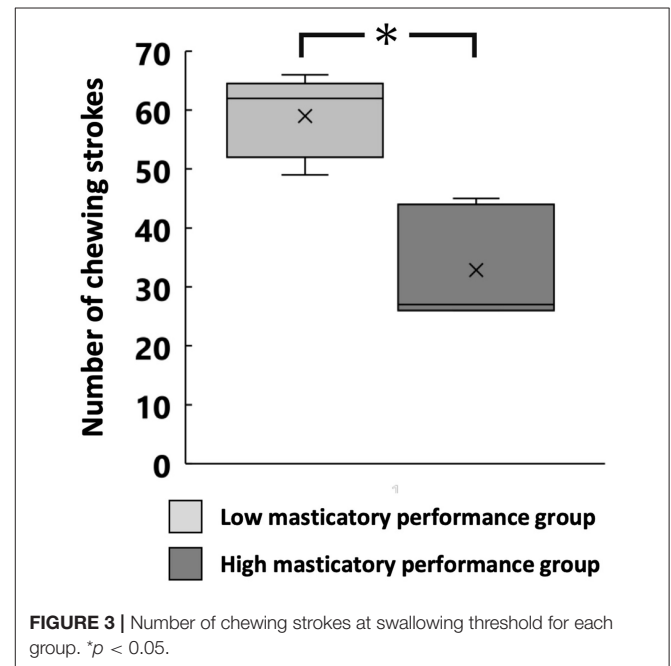 *
70
60
50
40
30
20
10
0
Number of chewing strokes
Low masticatory performance group
High masticatory performance group
FIGURE 3 | Number of chewing strokes at swallowing threshold for each
group. *p < 0.05.